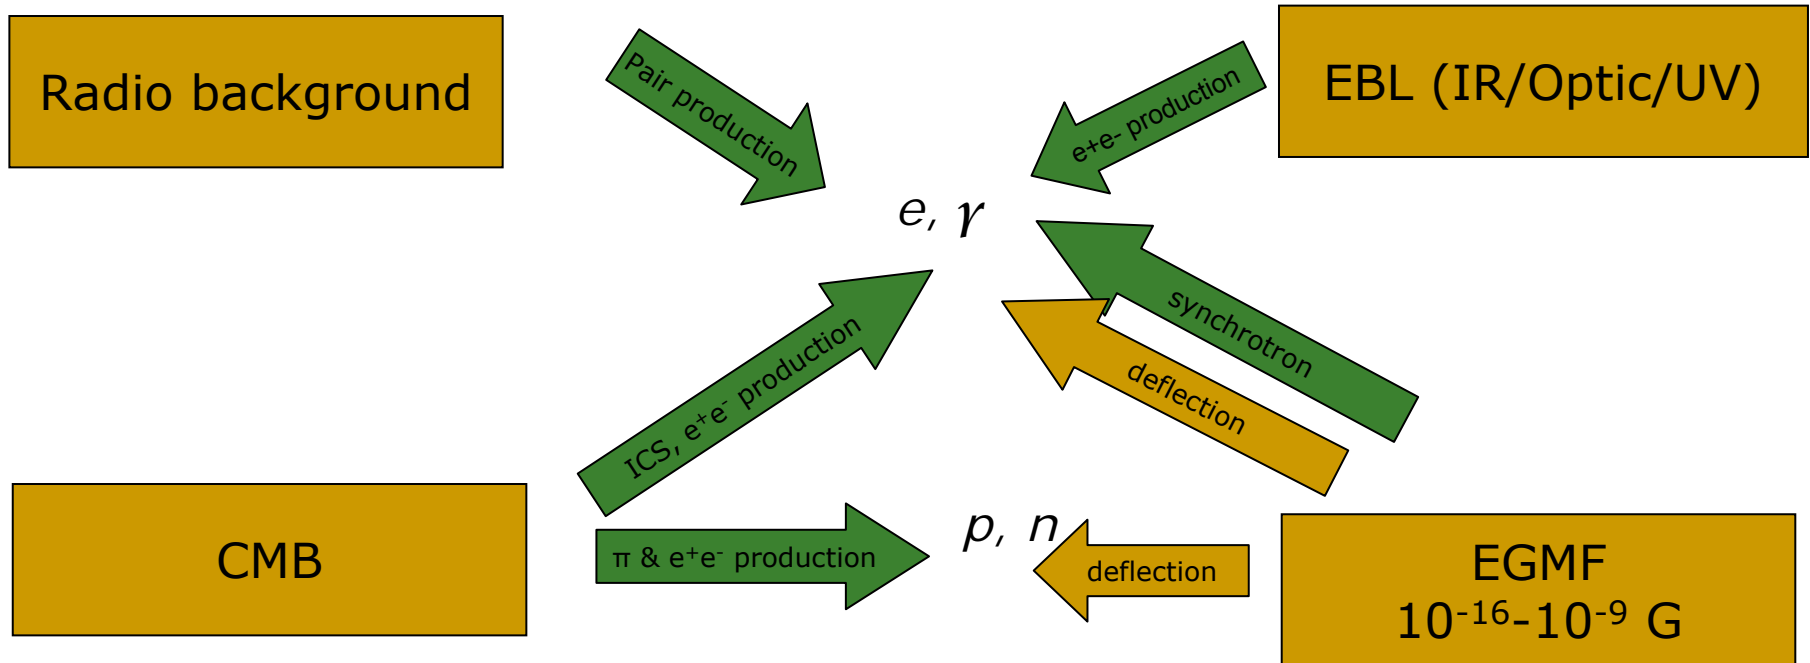 Radio background
Pair production
e+e- production
EBL (IR/Optic/UV)
e, γ
synchrotron
deflection
ICS, e⁺e⁻ production
CMB
π & e⁺e⁻ production
p, n
deflection
EGMF
10⁻¹⁶-10⁻⁹ G